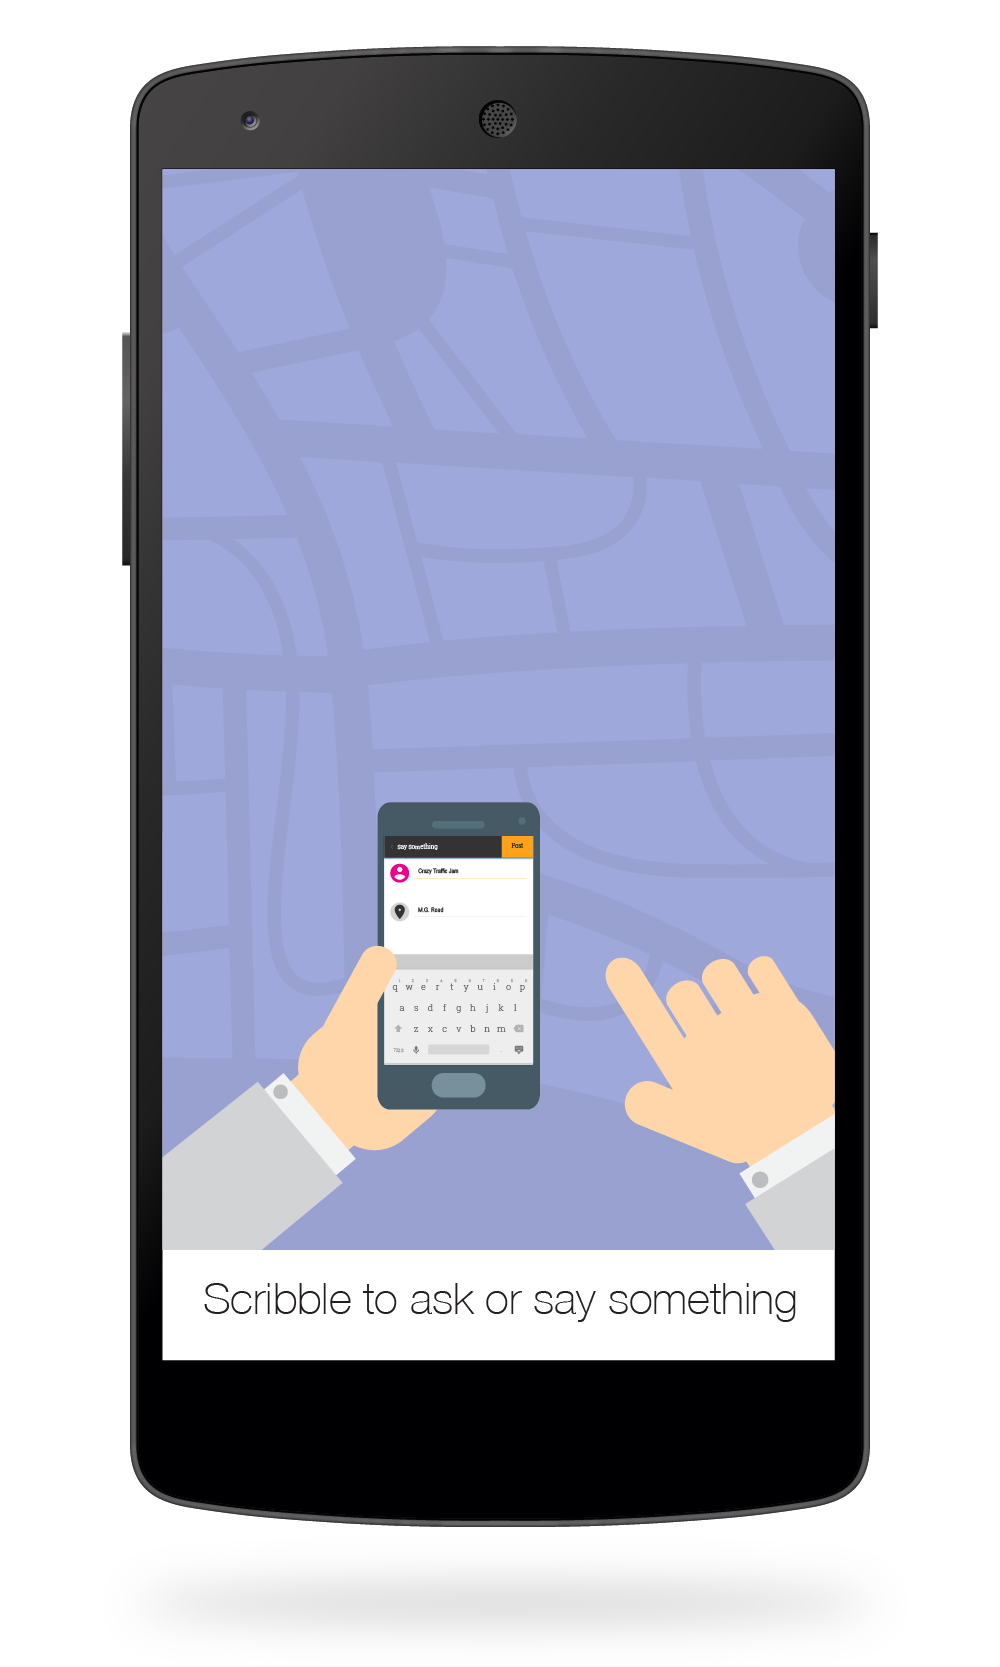 say something Post
Crazy Traffic Jam
M.G. Road
q w e r t y u i o p
a s d f g h j k l
z x c v b n m
?123
Scribble to ask or say something